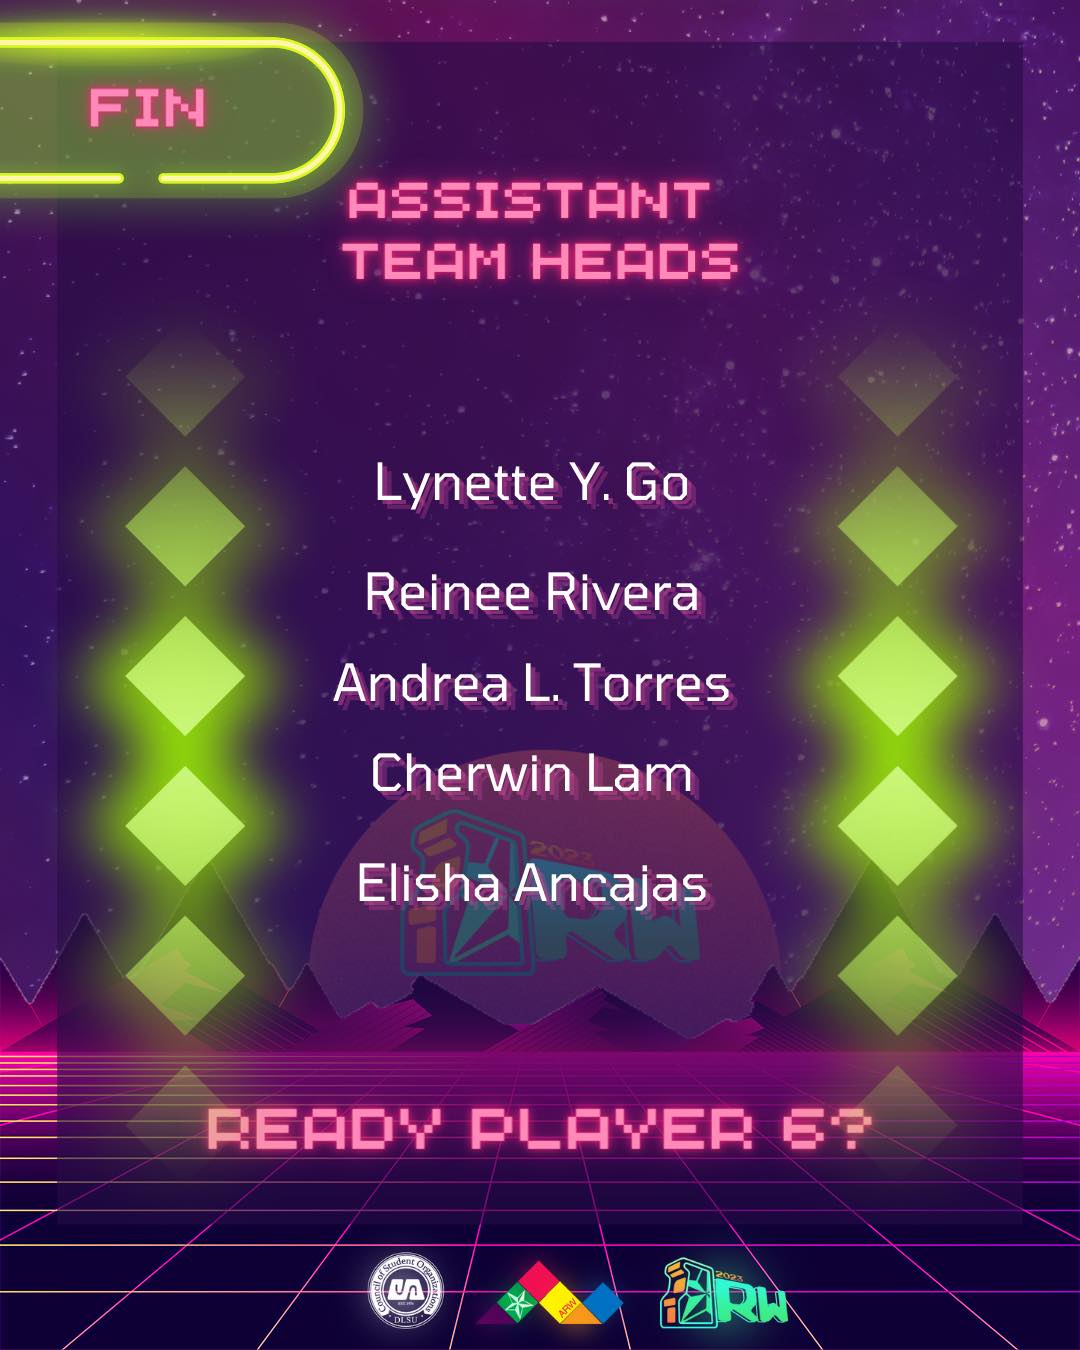 FIN
ASSISTANT
TEAM HEADS
Lynette Y. Go
Reinee Rivera
Andrea L. Torres
Cherwin Lam
2023
Elisha Ancajas
RW
READY PLAYER 6?
Council of Student Organizations
DLSU
ARW
2023
RW